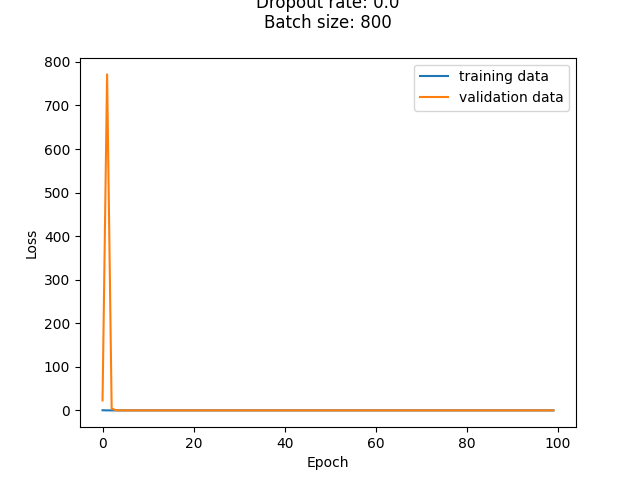 Dropout rate: 0.0
Batch size: 800
800
700
600
500
400
300
200
100
0
Loss
training data
validation data
0
20
40
60
80
100
Epoch